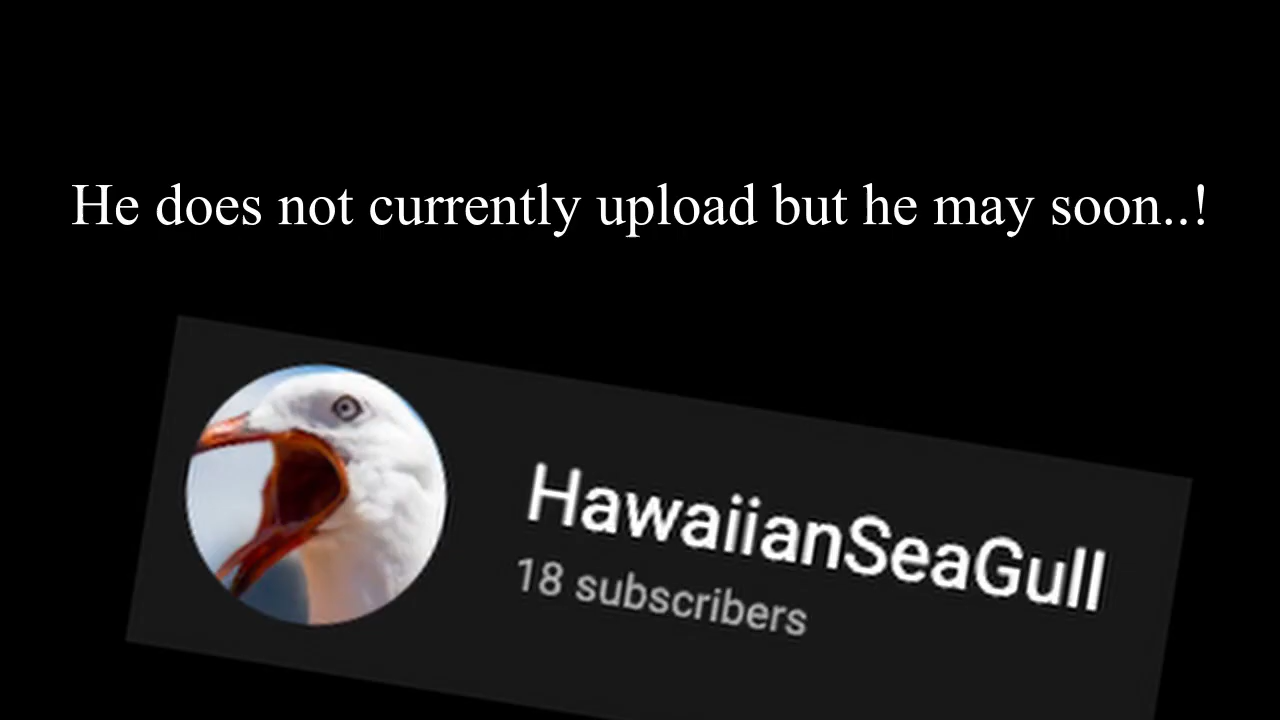 He does not currently upload but he may soon..!
HawaiianSeaGull
18 subscribers